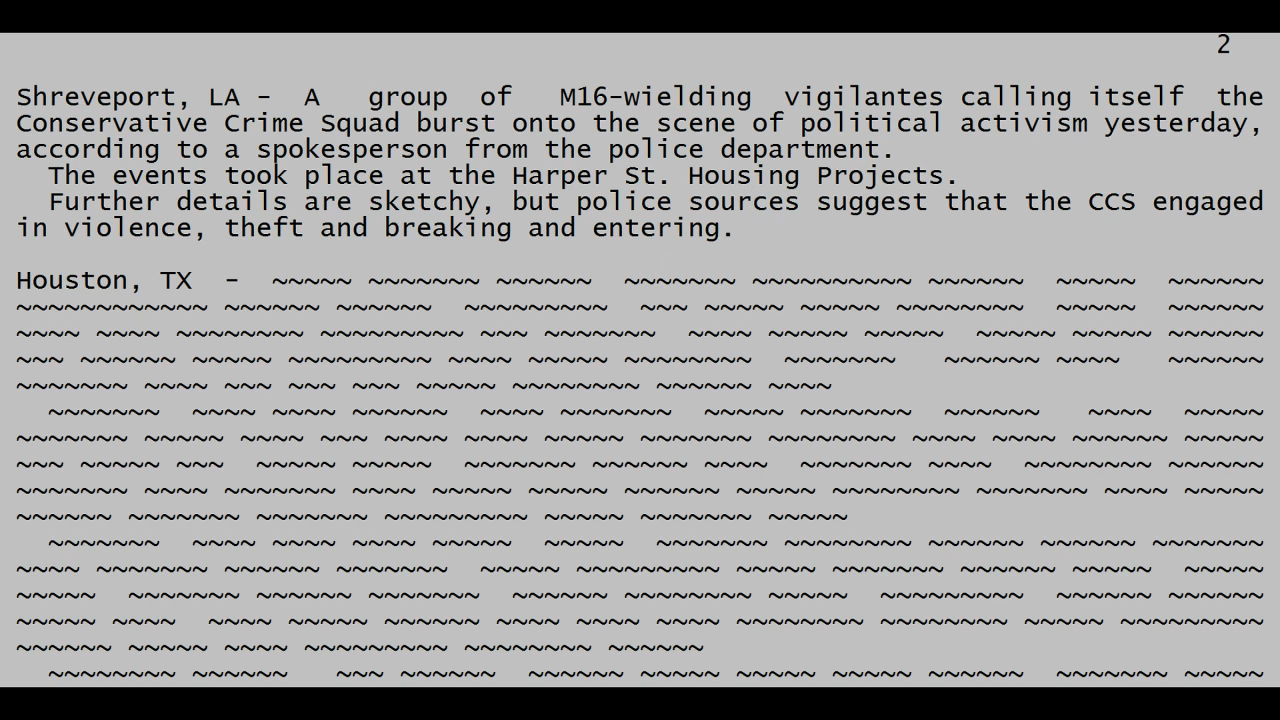 2
Shreveport, LA - A group of M16-wielding vigilantes calling itself the
Conservative Crime Squad burst onto the scene of political activism yesterday,
according to a spokesperson from the police department.
The events took place at the Harper St. Housing Projects.
Further details are sketchy, but police sources suggest that the CCS engaged
in violence, theft and breaking and entering.
Houston, TX - ~~~~~ ~~~~~~~ ~~~~~~ ~~~~~~~ ~~~~~~~~~~ ~~~~~~ ~~~~~ ~~~~~~
~~~~~~~~~~~~ ~~~~~~ ~~~~~~ ~~~~~~~~~ ~~~ ~~~~~ ~~~~~ ~~~~~~~~ ~~~~~ ~~~~~~
~~~~ ~~~~ ~~~~~~~~ ~~~~~~~~~ ~~~ ~~~~~~~ ~~~~ ~~~~~ ~~~~~ ~~~~~ ~~~~~ ~~~~~~
~~~ ~~~~~~ ~~~~~ ~~~~~~~~~ ~~~~ ~~~~~ ~~~~~~~~ ~~~~~~~ ~~~~~~ ~~~~ ~~~~~~
~~~~~~~ ~~~~ ~~~ ~~~ ~~~ ~~~~~ ~~~~~~~~ ~~~~~~ ~~~~
~~~~~~~ ~~~~ ~~~~ ~~~~~~ ~~~~ ~~~~~~~ ~~~~~ ~~~~~~~ ~~~~~~ ~~~~ ~~~~~
~~~~~~~ ~~~~~ ~~~~ ~~~ ~~~~ ~~~~ ~~~~~ ~~~~~~~ ~~~~~~~~ ~~~~ ~~~~ ~~~~~~ ~~~~~
~~~ ~~~~~ ~~~ ~~~~~ ~~~~~ ~~~~~~~ ~~~~~~ ~~~~ ~~~~~~~ ~~~~ ~~~~~~~~ ~~~~~~
~~~~~~~ ~~~~ ~~~~~~~ ~~~~ ~~~~~ ~~~~~ ~~~~~~ ~~~~~ ~~~~~~~~ ~~~~~~~ ~~~~ ~~~~~
~~~~~~ ~~~~~~~ ~~~~~~~ ~~~~~~~~~ ~~~~~ ~~~~~~~ ~~~~~
~~~~~~~ ~~~~ ~~~~ ~~~~ ~~~~~ ~~~~~ ~~~~~~~ ~~~~~~~~ ~~~~~~ ~~~~~~ ~~~~~~~
~~~~ ~~~~~~~ ~~~~~~ ~~~~~~~ ~~~~~ ~~~~~~~~~ ~~~~~ ~~~~~~~ ~~~~~~ ~~~~~ ~~~~~
~~~~~ ~~~~~~~ ~~~~~~ ~~~~~~~ ~~~~~~ ~~~~~~~~ ~~~~~ ~~~~~~~~~ ~~~~~~ ~~~~~~
~~~~~ ~~~~ ~~~~ ~~~~~ ~~~~~~ ~~~~ ~~~~ ~~~~ ~~~~~~~~ ~~~~~~~~ ~~~~~ ~~~~~~~~~
~~~~~~ ~~~~~ ~~~~ ~~~~~~~~~ ~~~~~~~~ ~~~~~~
~~~~~~~~ ~~~~~~ ~~~ ~~~~~~ ~~~~~~ ~~~~~ ~~~~~ ~~~~~ ~~~~~~ ~~~~~~~ ~~~~~